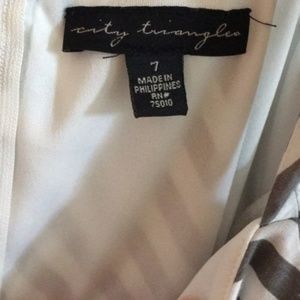 city triangles
7
MADE IN
PHILIPPINES
RN#
75010